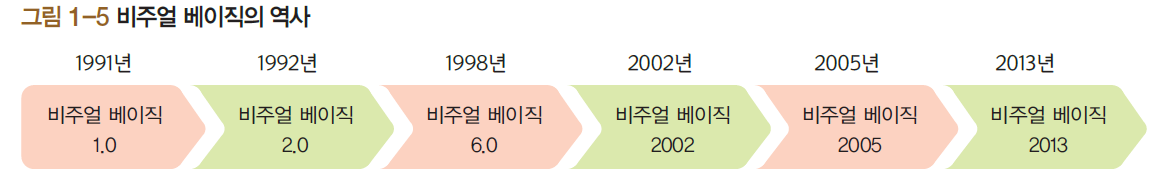 그림 1-5 비주얼 베이직의 역사
1991년 1992년 1998년 2002년 2005년 2013년
비주얼 베이직 비주얼 베이직 비주얼 베이직 비주얼 베이직 비주얼 베이직 비주얼 베이직
1.0 2.0 6.0 2002 2005 2013